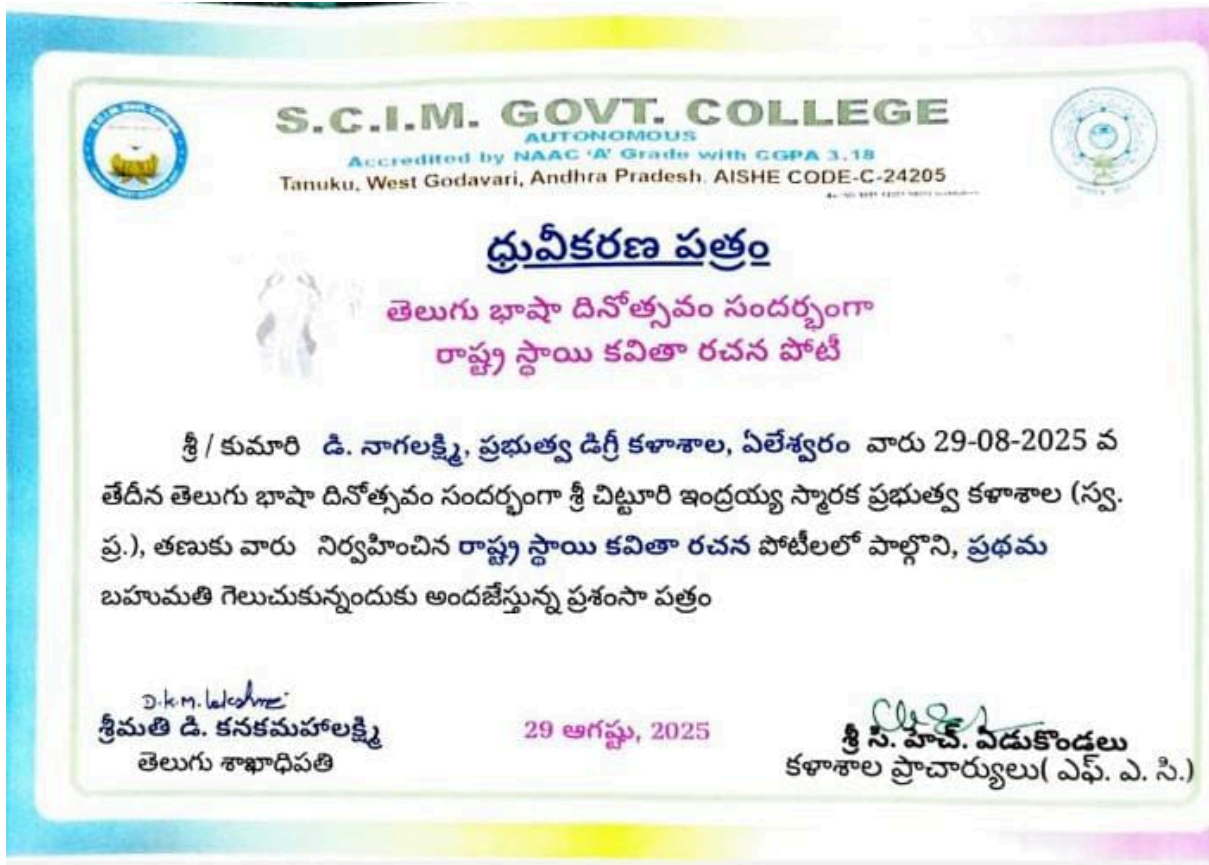 S.C.I.M. GOVT. COLLEGE
AUTONOMOUS
Accredited by NAAC 'A' Grade with CGPA 3.18
Tanuku, West Godavari, Andhra Pradesh. AISHE CODE-C-24205
ధ్రువీకరణ పత్రం
తెలుగు భాషా దినోత్సవం సందర్భంగా
రాష్ట్ర స్థాయి కవితా రచన పోటీ
శ్రీ / కుమారి డి. నాగలక్ష్మి, ప్రభుత్వ డిగ్రీ కళాశాల, ఏలేశ్వరం వారు 29-08-2025 వ
తేదీన తెలుగు భాషా దినోత్సవం సందర్భంగా శ్రీ చిట్టూరి ఇంద్రయ్య స్మారక ప్రభుత్వ కళాశాల (స్వ.
ప్ర.), తణుకు వారు నిర్వహించిన రాష్ట్ర స్థాయి కవితా రచన పోటీలలో పాల్గొని, ప్రథమ
బహుమతి గెలుచుకున్నందుకు అందజేస్తున్న ప్రశంసా పత్రం
D.K.M. Lakshmi
శ్రీమతి డి. కనకమహాలక్ష్మి
తెలుగు శాఖాధిపతి
29 ఆగష్టు, 2025
శ్రీ సి. హెచ్. ఏడుకొండలు
కళాశాల ప్రాచార్యులు( ఎఫ్. ఎ. సి.)